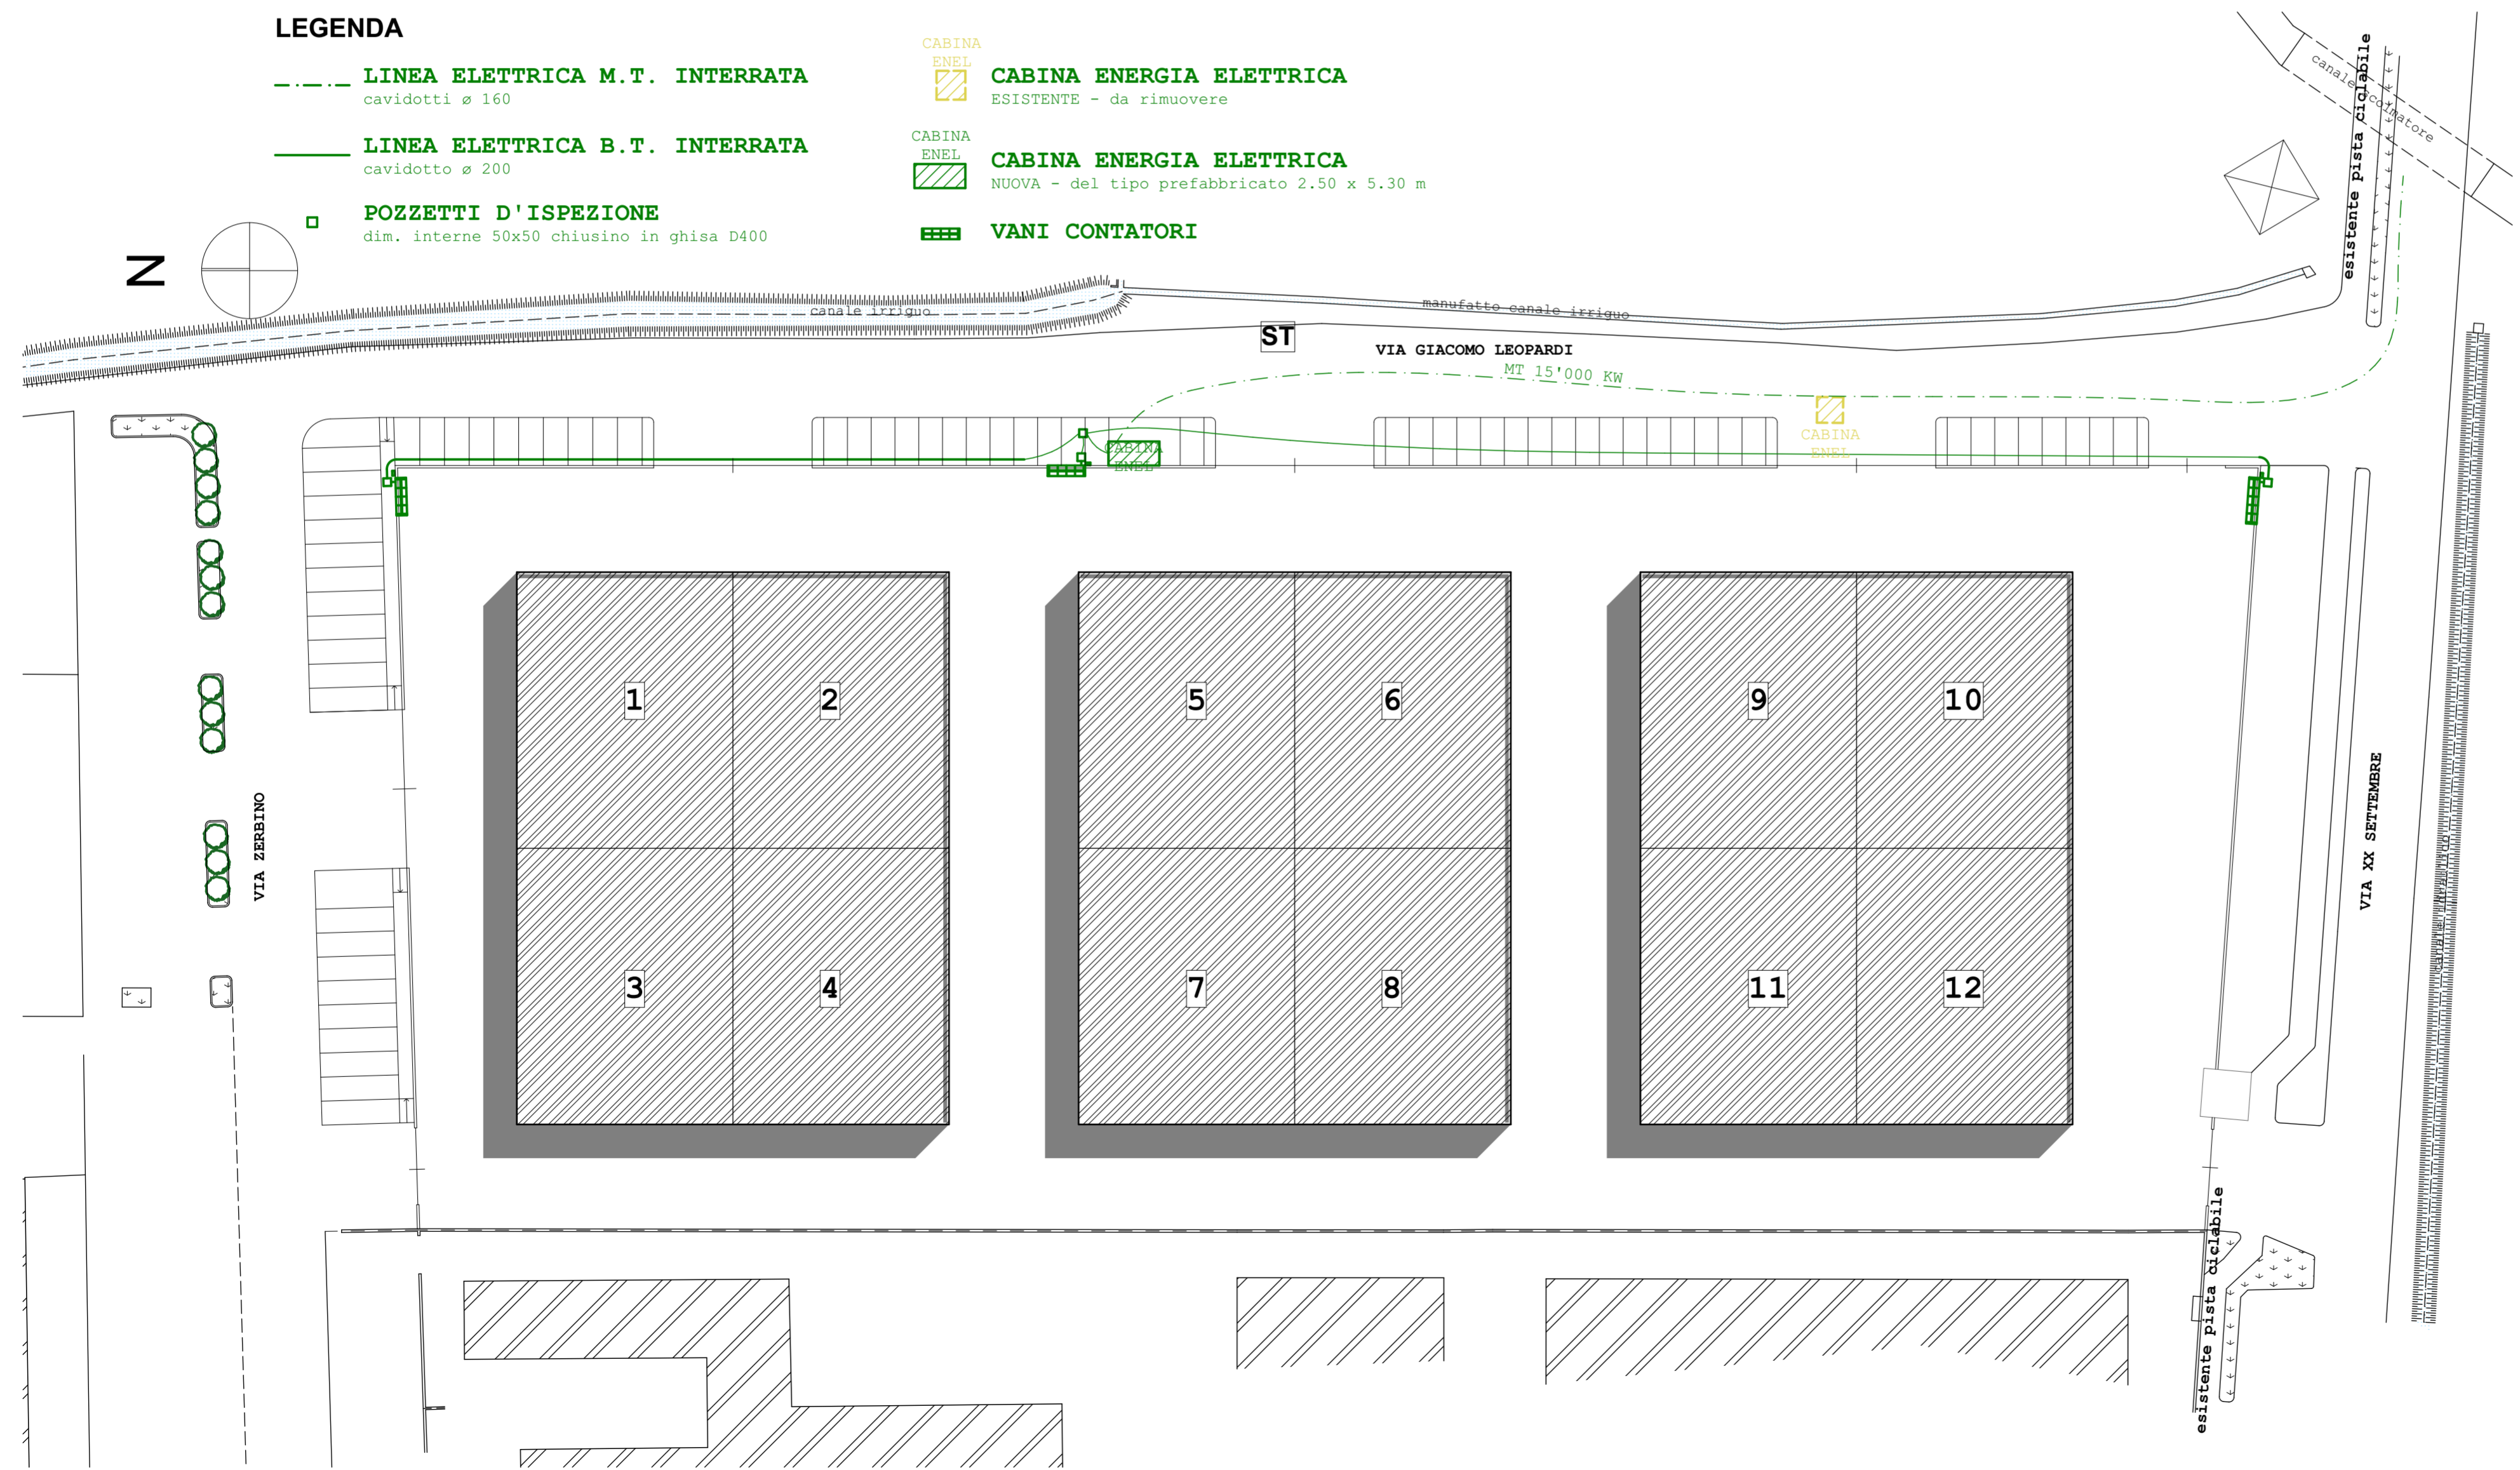 LEGENDA
LINEA ELETTRICA M.T. INTERRATA
cavidotti ø 160
LINEA ELETTRICA B.T. INTERRATA
cavidotto ø 200
POZZETTI D'ISPEZIONE
dim. interne 50x50 chiusino in ghisa D400
CABINA
ENEL
CABINA ENERGIA ELETTRICA
ESISTENTE - da rimuovere
CABINA
ENEL
CABINA ENERGIA ELETTRICA
NUOVA - del tipo prefabbricato 2.50 x 5.30 m
VANI CONTATORI
N
canale scolmatore
esistente pista ciclabile
canale irriguo
manufatto canale irriguo
ST
VIA GIACOMO LEOPARDI
MT 15'000 KW
CABINA
ENEL
CABINA
ENEL
1
2
5
6
9
10
VIA ZERBINO
VIA XX SETTEMBRE
3
4
7
8
11
12
esistente pista ciclabile